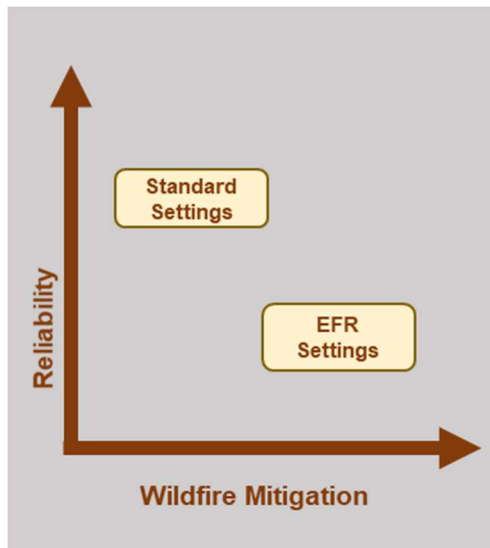 Standard
Settings
EFR
Settings
Reliability
Wildfire Mitigation